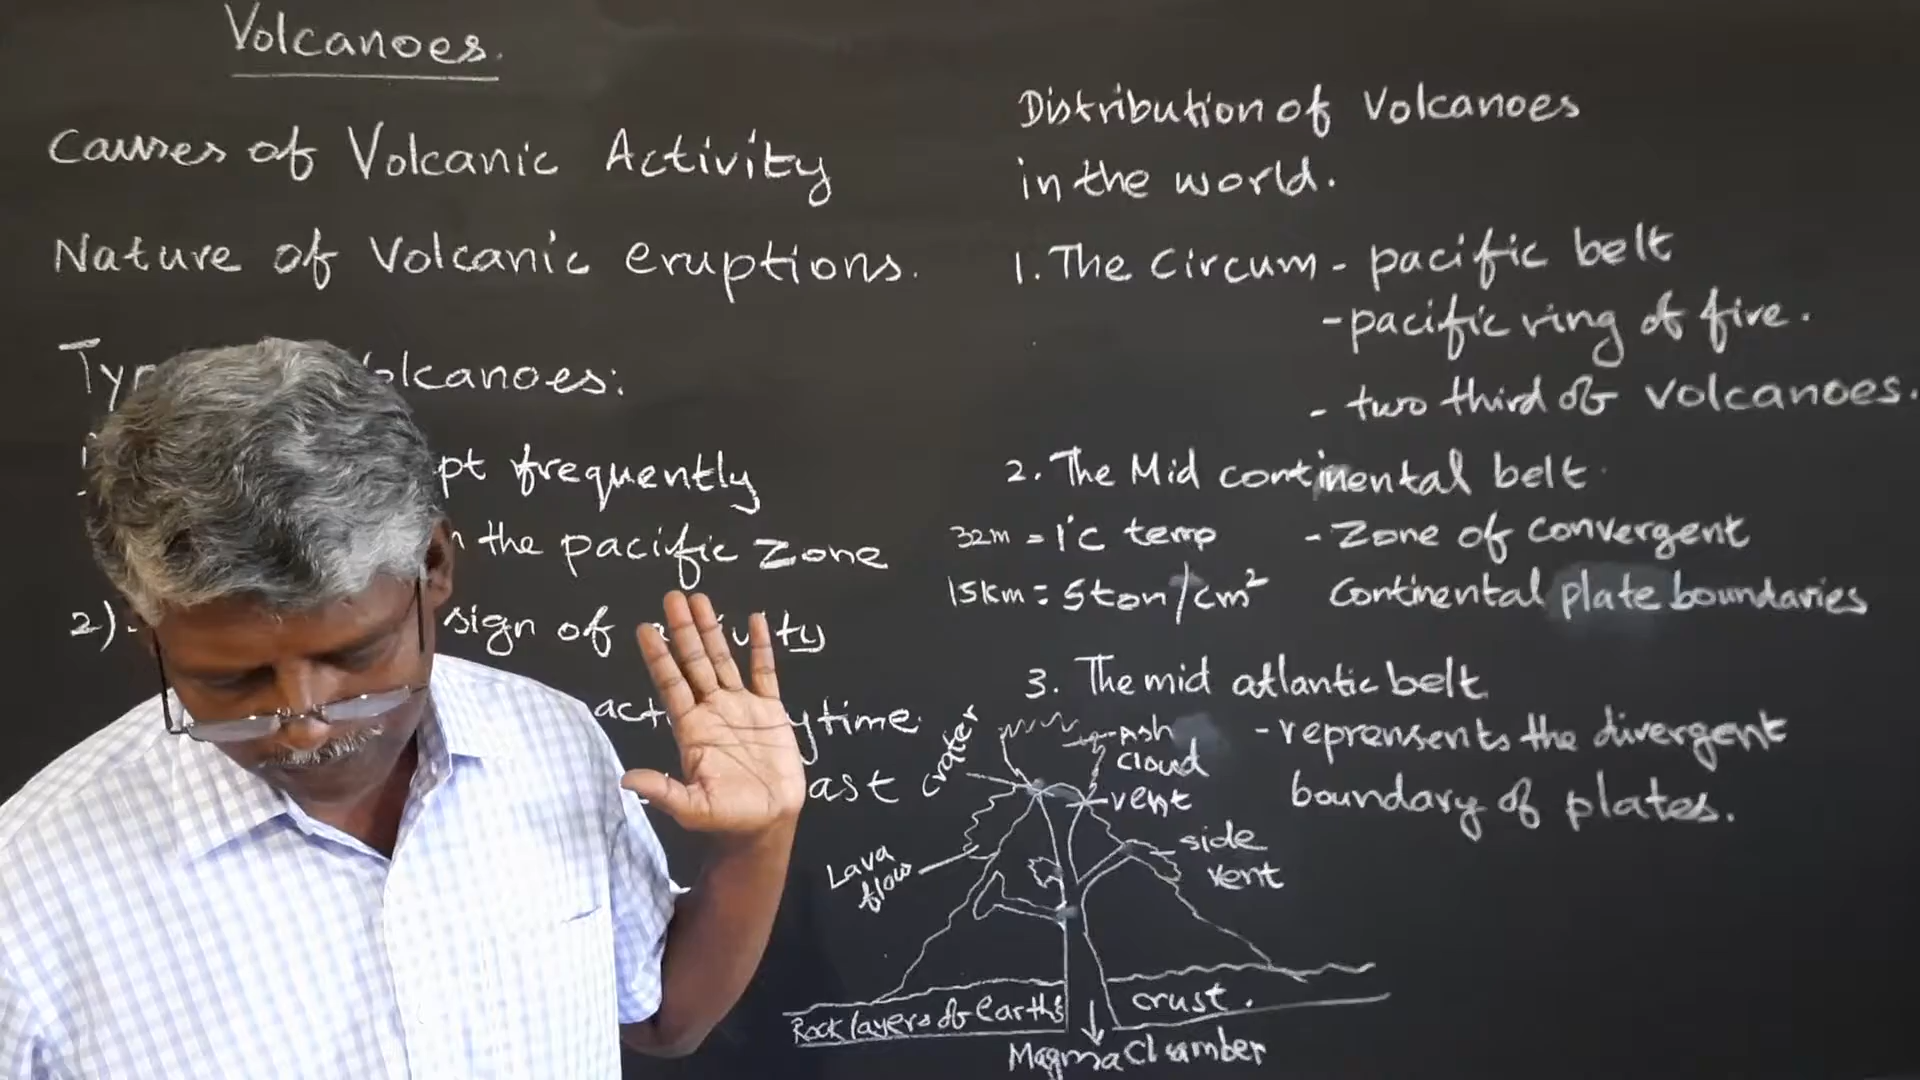 Volcanoes.
Causes of Volcanic Activity
Nature of Volcanic eruptions.
Volcanoes:
frequently
the pacific zone
2)
sign of
Distribution of Volcanoes
in the world.
1. The Circum - pacific belt
- pacific ring of fire.
- two third of volcanoes.
2. The Mid continental belt
32m = 1°c temp
- Zone of convergent
15km = 5ton/cm²
Continental plate boundaries
3. The mid atlantic belt
- reprensents the divergent
boundary of plates.
crater
Ash
cloud
vent
side
vent
Lava
flow
Rock layers of earths
crust.
Magma Chamber